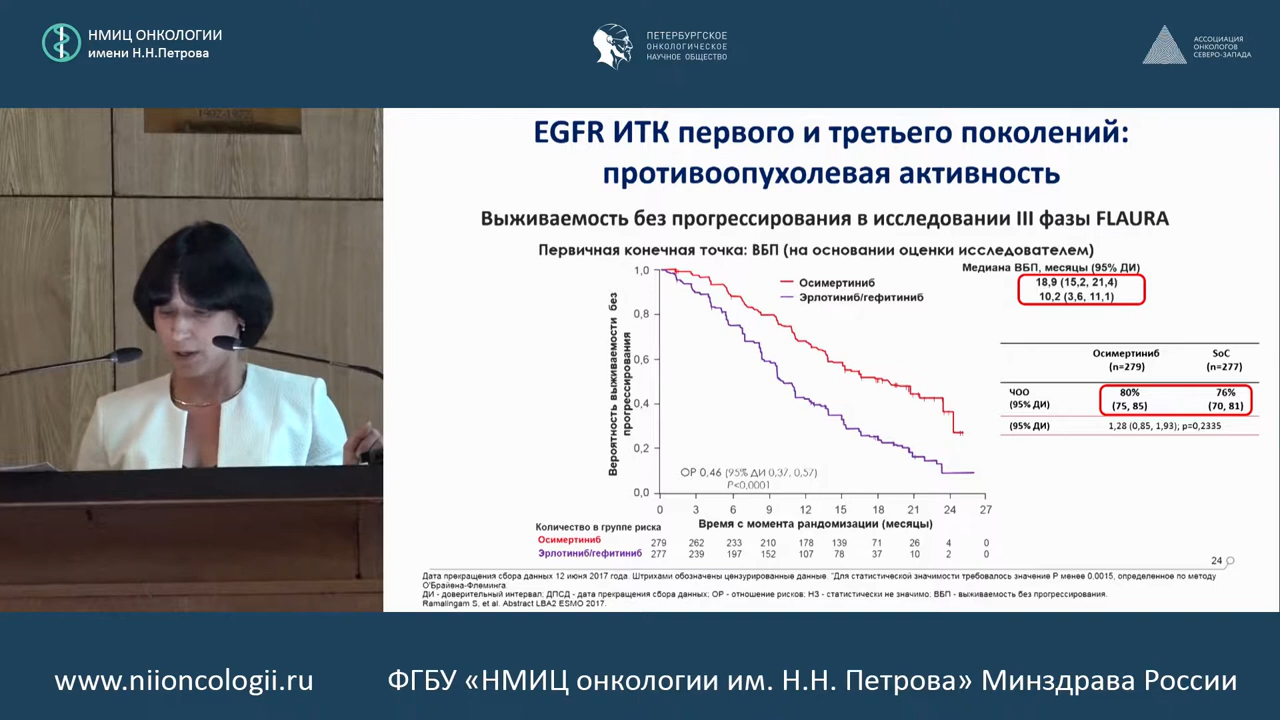 НМИЦ ОНКОЛОГИИ
имени Н.Н.Петрова
ПЕТЕРБУРГСКОЕ
ОНКОЛОГИЧЕСКОЕ
НАУЧНОЕ ОБЩЕСТВО
АССОЦИАЦИЯ
ОНКОЛОГОВ
СЕВЕРО-ЗАПАДА
EGFR ИТК первого и третьего поколений:
противоопухолевая активность
Выживаемость без прогрессирования в исследовании III фазы FLAURA
Первичная конечная точка: ВБП (на основании оценки исследователем)
Медиана ВБП, месяцы (95% ДИ)
18,9 (15,2, 21,4)
10,2 (3,6, 11,1)
Осимертиниб
Эрлотиниб/гефитиниб
Вероятность выживаемости без
прогрессирования
1,0
0,8
0,6
0,4
0,2
0,0
ОР 0,46 (95% ДИ 0,37, 0,57)
P<0,0001
0 3 6 9 12 15 18 21 24 27
Время с момента рандомизации (месяцы)
Количество в группе риска
Осимертиниб 279 262 233 210 178 139 71 26 4 0
Эрлотиниб/гефитиниб 277 239 197 152 107 78 37 10 2 0
Осимертиниб SoC
(n=279) (n=277)
ЧОО 80% 76%
(95% ДИ) (75, 85) (70, 81)
(95% ДИ) 1,28 (0,85, 1,93); p=0,2335
24
Дата прекращения сбора данных 12 июня 2017 года. Штрихами обозначены цензурированные данные. "Для статистической значимости требовалось значение P менее 0,0015, определенное по методу
О'Брайена-Флеминга.
ДИ - доверительный интервал; ДПСД - дата прекращения сбора данных; ОР - отношение рисков; НЗ - статистически не значимо; ВБП - выживаемость без прогрессирования.
Ramalingam S, et al. Abstract LBA2 ESMO 2017.
www.niioncologii.ru
ФГБУ «НМИЦ онкологии им. Н.Н. Петрова» Минздрава России